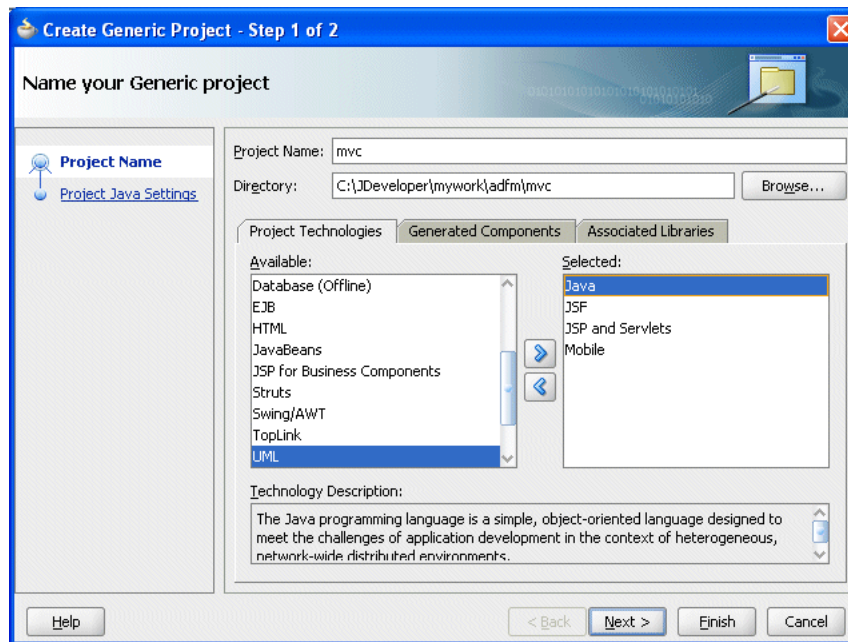 Create Generic Project - Step 1 of 2
Name your Generic project
Project Name
Project Java Settings
Project Name: mvc
Directory: C:\JDeveloper\mywork\adfm\mvc Browse...
Project Technologies Generated Components Associated Libraries
Available:
Database (Offline)
EJB
HTML
JavaBeans
JSP for Business Components
Struts
Swing/AWT
TopLink
UML
Selected:
Java
JSF
JSP and Servlets
Mobile
Technology Description:
The Java programming language is a simple, object-oriented language designed to
meet the challenges of application development in the context of heterogeneous,
network-wide distributed environments.
Help < Back Next > Finish Cancel